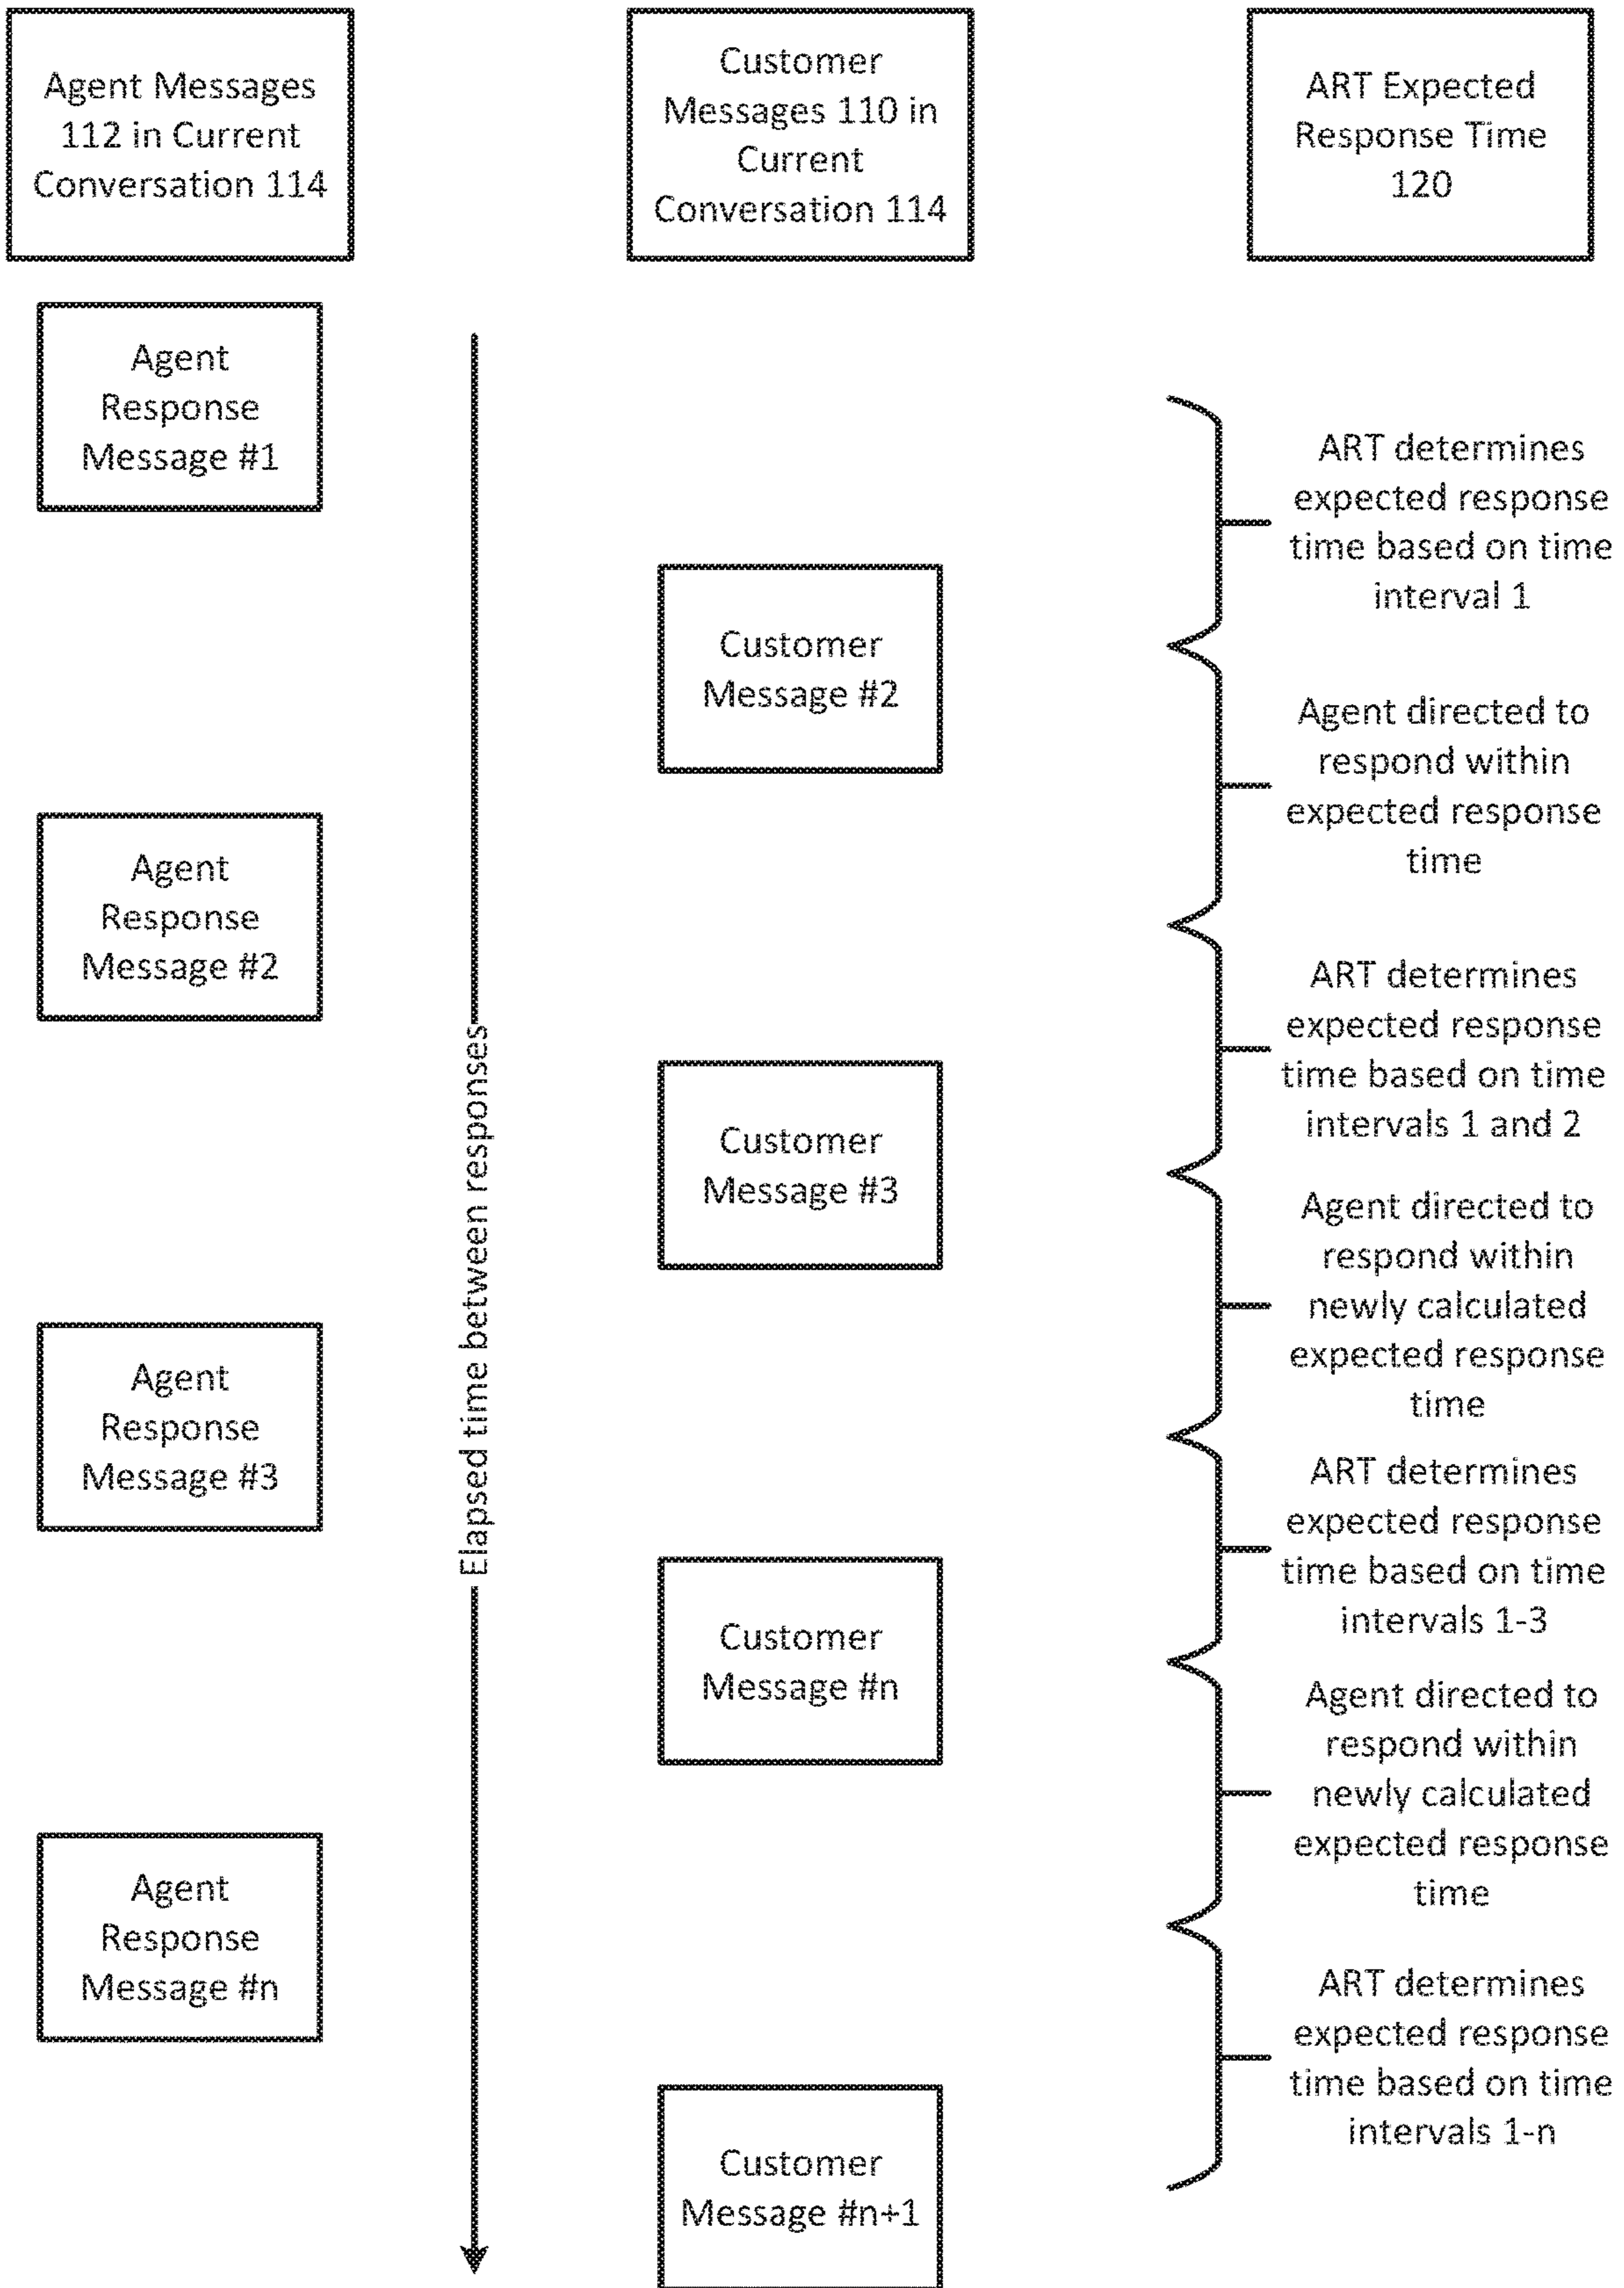 Agent Messages
112 in Current
Conversation 114
Customer
Messages 110 in
Current
Conversation 114
ART Expected
Response Time
120
Agent
Response
Message #1
ART determines
expected response
time based on time
interval 1
Customer
Message #2
Agent directed to
respond within
expected response
time
Agent
Response
Message #2
ART determines
expected response
time based on time
intervals 1 and 2
Elapsed time between responses
Customer
Message #3
Agent directed to
respond within
newly calculated
expected response
time
Agent
Response
Message #3
ART determines
expected response
time based on time
intervals 1-3
Customer
Message #n
Agent directed to
respond within
newly calculated
expected response
time
Agent
Response
Message #n
ART determines
expected response
time based on time
intervals 1-n
Customer
Message #n+1